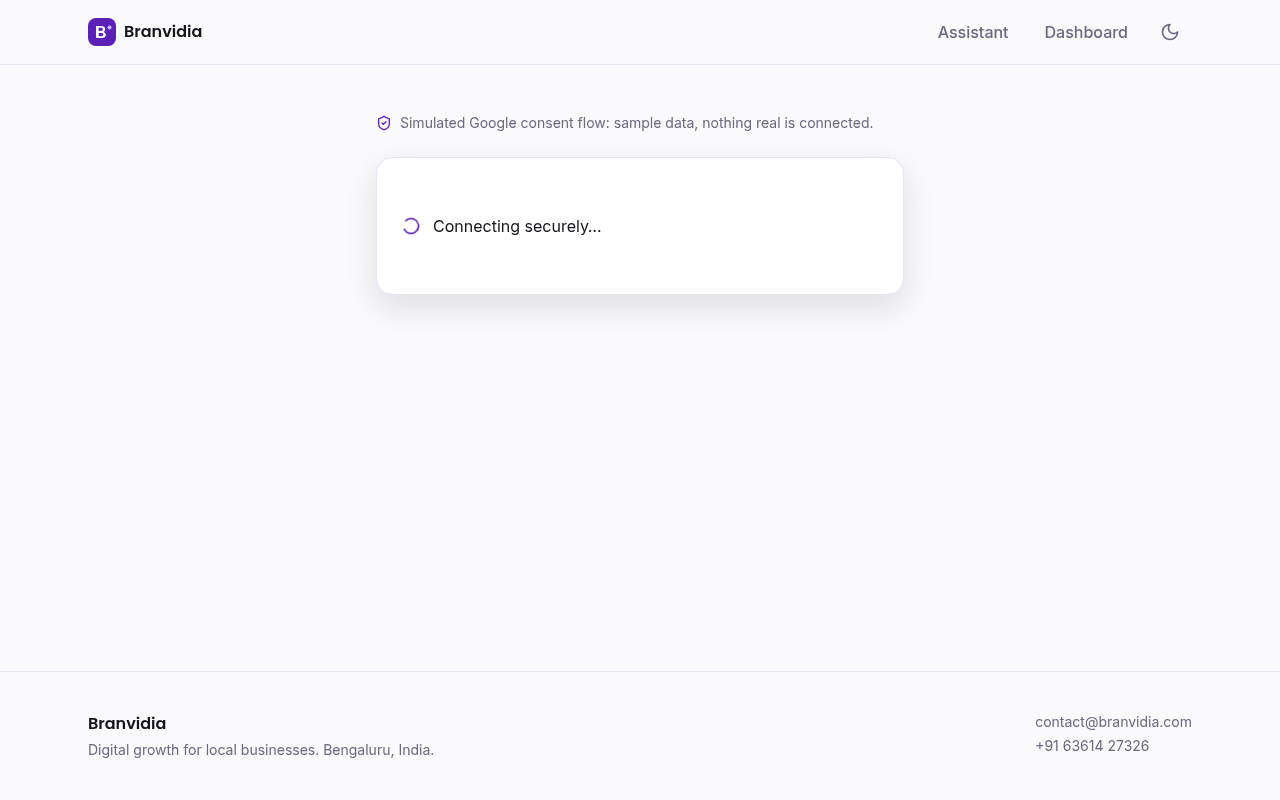 B
Branvidia
Assistant
Dashboard
Simulated Google consent flow: sample data, nothing real is connected.
Connecting securely...
Branvidia
Digital growth for local businesses. Bengaluru, India.
contact@branvidia.com
+91 63614 27326